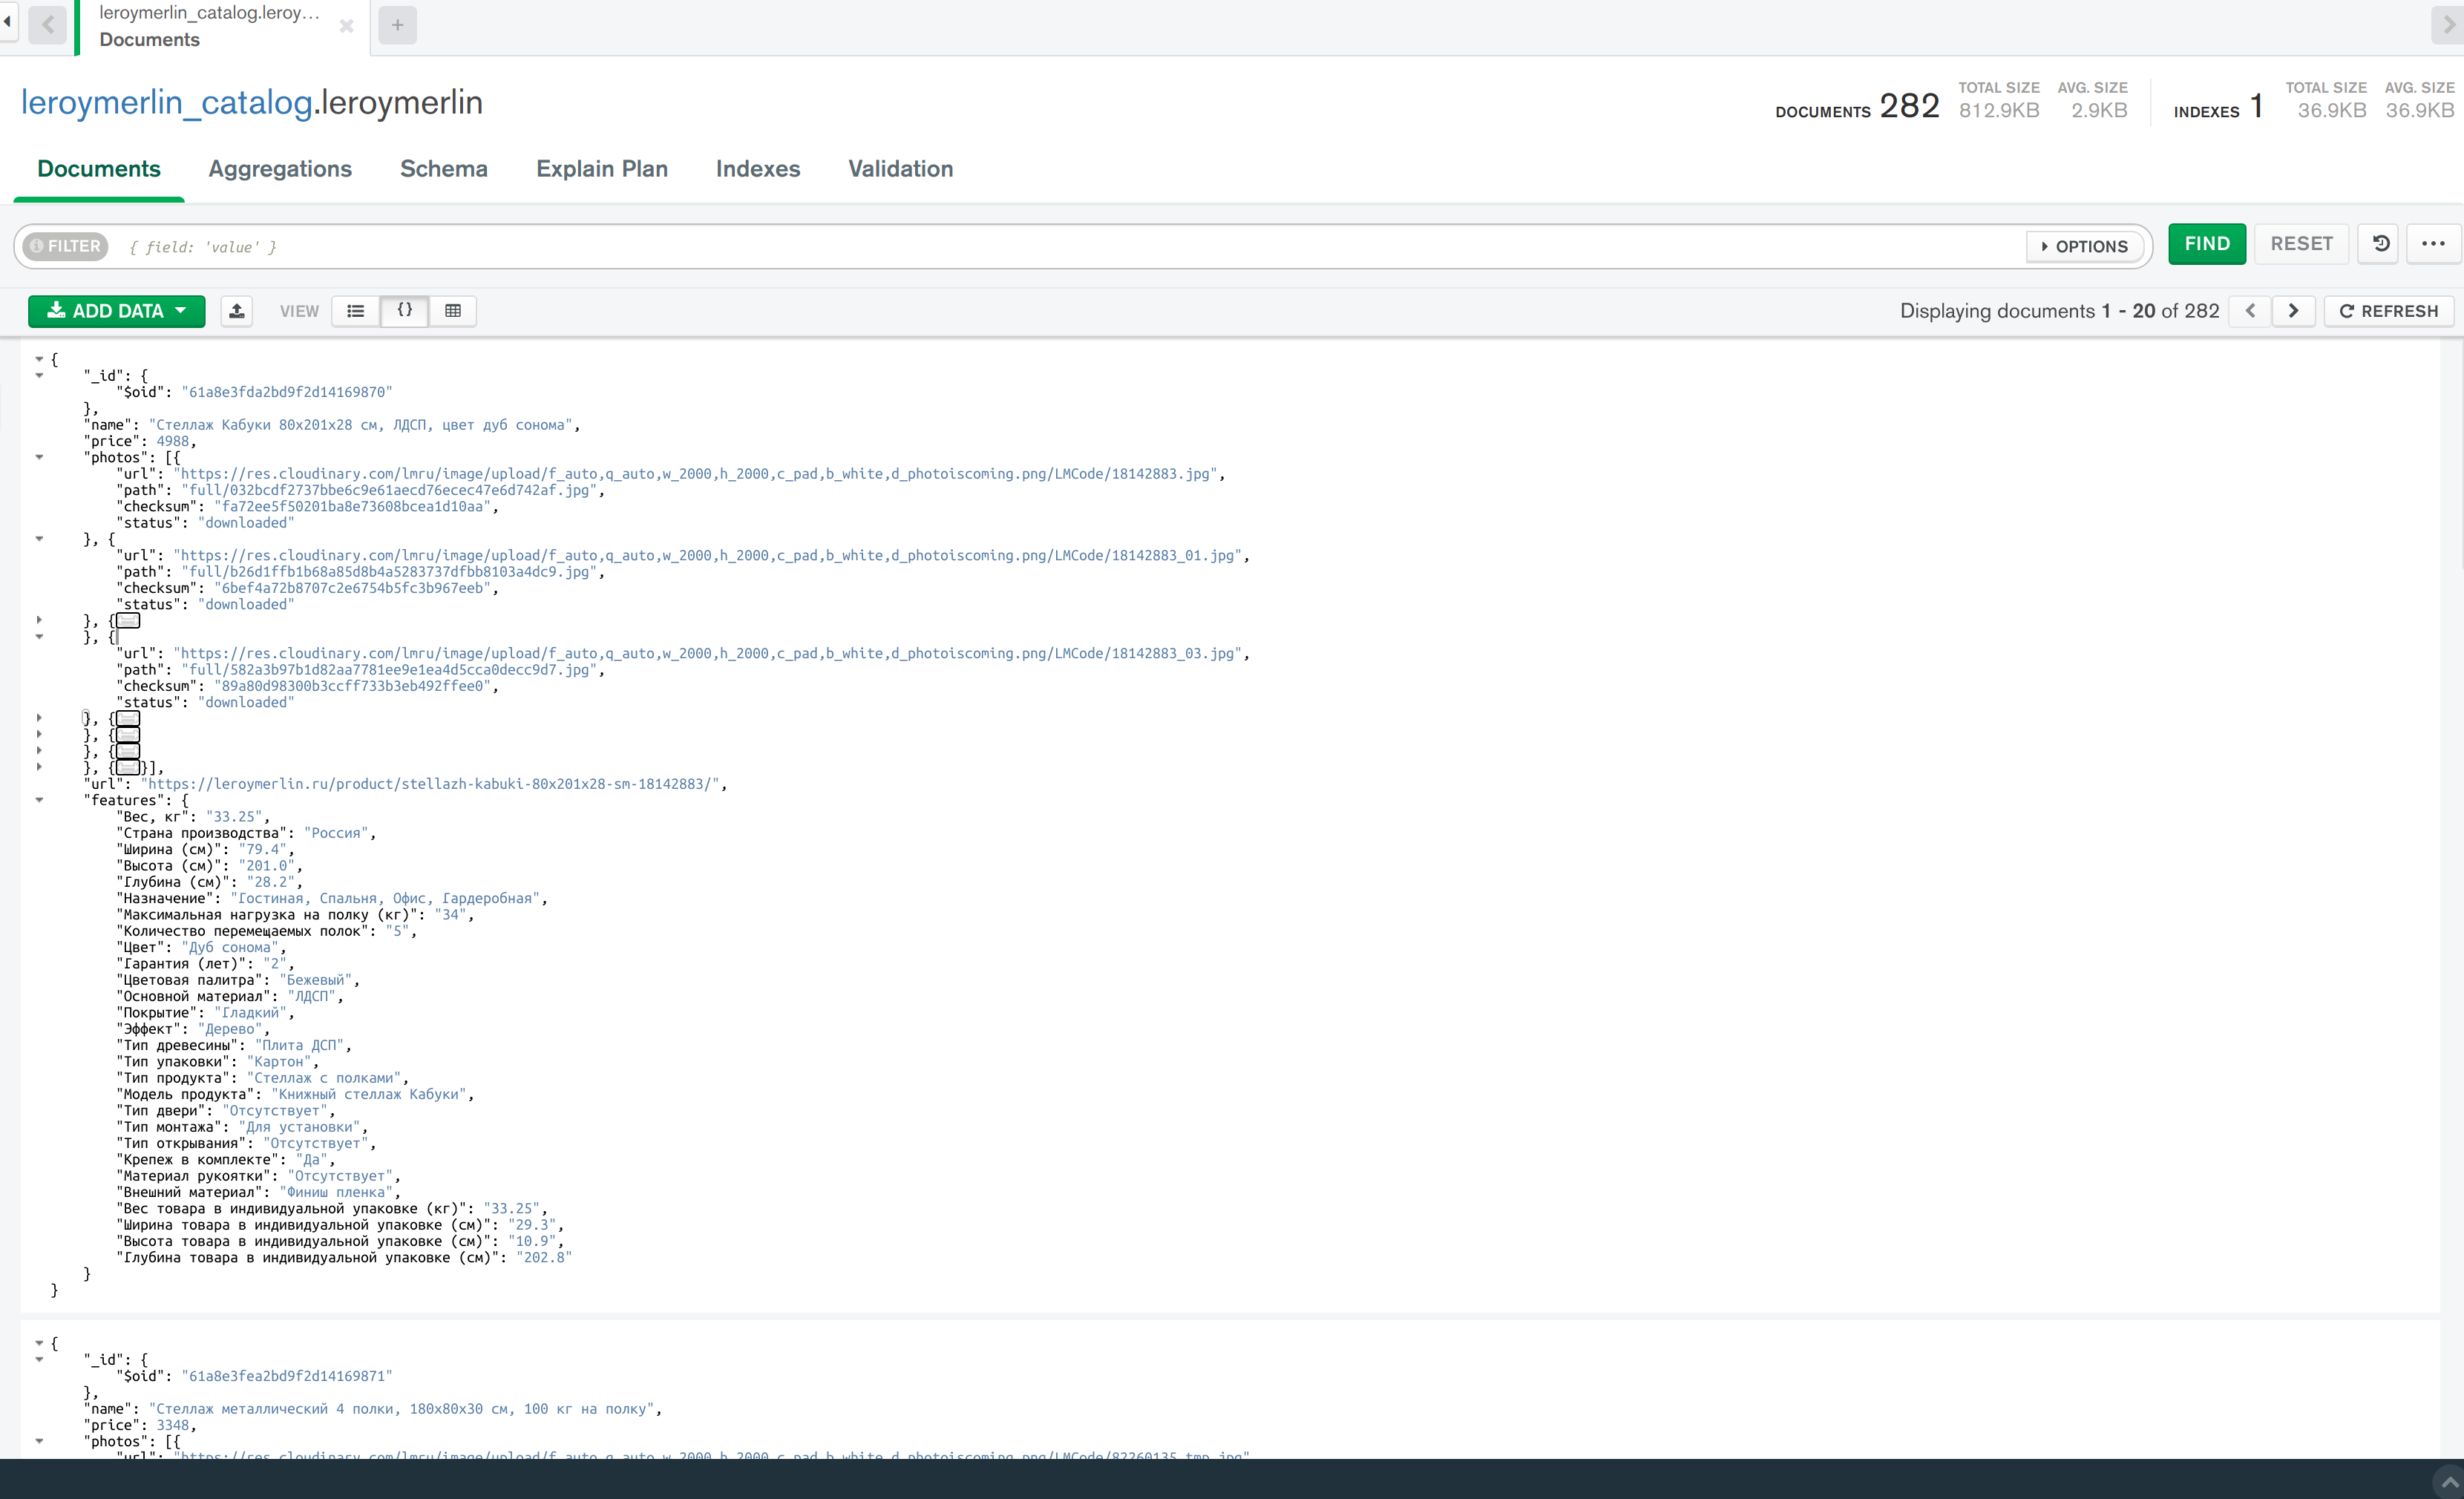 leroymerlin_catalog.leroy...
Documents
leroymerlin_catalog.leroymerlin
DOCUMENTS 282 TOTAL SIZE 812.9KB AVG. SIZE 2.9KB INDEXES 1 TOTAL SIZE 36.9KB AVG. SIZE 36.9KB
Documents Aggregations Schema Explain Plan Indexes Validation
FILTER { field: 'value' } OPTIONS FIND RESET
ADD DATA VIEW {} Displaying documents 1 - 20 of 282 REFRESH
{
"_id": {
"$oid": "61a8e3fda2bd9f2d14169870"
},
"name": "Стеллаж Кабуки 80x201x28 см, ЛДСП, цвет дуб сонома",
"price": 4988,
"photos": [{
"url": "https://res.cloudinary.com/lmru/image/upload/f_auto,q_auto,w_2000,h_2000,c_pad,b_white,d_photoiscoming.png/LMCode/18142883.jpg",
"path": "full/032bcdf2737bbe6c9e61aecd76ecec47e6d742af.jpg",
"checksum": "fa72ee5f50201ba8e73608bcea1d10aa",
"status": "downloaded"
}, {
"url": "https://res.cloudinary.com/lmru/image/upload/f_auto,q_auto,w_2000,h_2000,c_pad,b_white,d_photoiscoming.png/LMCode/18142883_01.jpg",
"path": "full/b26d1ffb1b68a85d8b4a5283737dfbb8103a4dc9.jpg",
"checksum": "6bef4a72b8707c2e6754b5fc3b967eeb",
"status": "downloaded"
}, {
}, {
"url": "https://res.cloudinary.com/lmru/image/upload/f_auto,q_auto,w_2000,h_2000,c_pad,b_white,d_photoiscoming.png/LMCode/18142883_03.jpg",
"path": "full/582a3b97b1d82aa7781ee9e1ea4d5cca0decc9d7.jpg",
"checksum": "89a80d98300b3ccff733b3eb492ffee0",
"status": "downloaded"
}, {
}, {
}, {
}, {}],
"url": "https://leroymerlin.ru/product/stellazh-kabuki-80x201x28-sm-18142883/",
"features": {
"Вес, кг": "33.25",
"Страна производства": "Россия",
"Ширина (см)": "79.4",
"Высота (см)": "201.0",
"Глубина (см)": "28.2",
"Назначение": "Гостиная, Спальня, Офис, Гардеробная",
"Максимальная нагрузка на полку (кг)": "34",
"Количество перемещаемых полок": "5",
"Цвет": "Дуб сонома",
"Гарантия (лет)": "2",
"Цветовая палитра": "Бежевый",
"Основной материал": "ЛДСП",
"Покрытие": "Гладкий",
"Эффект": "Дерево",
"Тип древесины": "Плита ДСП",
"Тип упаковки": "Картон",
"Тип продукта": "Стеллаж с полками",
"Модель продукта": "Книжный стеллаж Кабуки",
"Тип двери": "Отсутствует",
"Тип монтажа": "Для установки",
"Тип открывания": "Отсутствует",
"Крепеж в комплекте": "Да",
"Материал рукоятки": "Отсутствует",
"Внешний материал": "Финиш пленка",
"Вес товара в индивидуальной упаковке (кг)": "33.25",
"Ширина товара в индивидуальной упаковке (см)": "29.3",
"Высота товара в индивидуальной упаковке (см)": "10.9",
"Глубина товара в индивидуальной упаковке (см)": "202.8"
}
}
{
"_id": {
"$oid": "61a8e3fea2bd9f2d14169871"
},
"name": "Стеллаж металлический 4 полки, 180x80x30 см, 100 кг на полку",
"price": 3348,
"photos": [{
"url": "https://res.cloudinary.com/lmru/image/upload/f_auto,q_auto,w_2000,h_2000,c_pad,b_white,d_photoiscoming.png/LMCode/82260135_tmp.jpg"